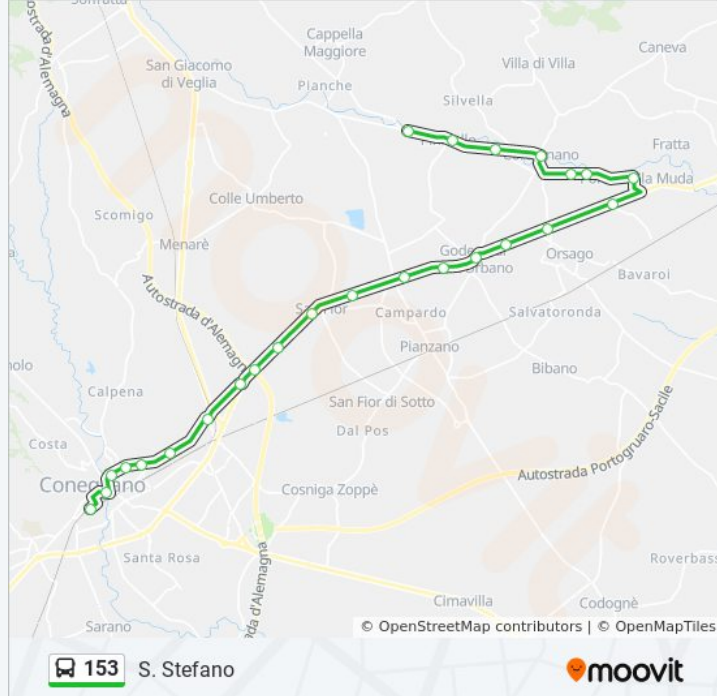 Sonfratta
Cappella
Maggiore
Caneva
Autostrada d'Alemagna
San Giacomo
di Veglia
Villa di Villa
Pianche
Silvella
Fratta
Colle Umberto
Scomigo
Menarè
Orsago
Bavaroi
Autostrada d'Alemagna
Campardo
Salvatoronda
Pianzano
Calpena
Bibano
San Fior di Sotto
Costa
Dal Pos
Autostrada Portogruaro-Sacile
Conegliano
Cosniga Zoppè
Santa Rosa
Roverbass
Cimavilla
Codognè
Sarano
© OpenStreetMap contributors | © OpenMapTiles
153 S. Stefano
moovit